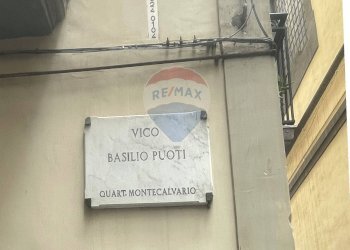 RE/MAX
VICO
BASILIO PUOTI
QUART. MONTECALVARIO